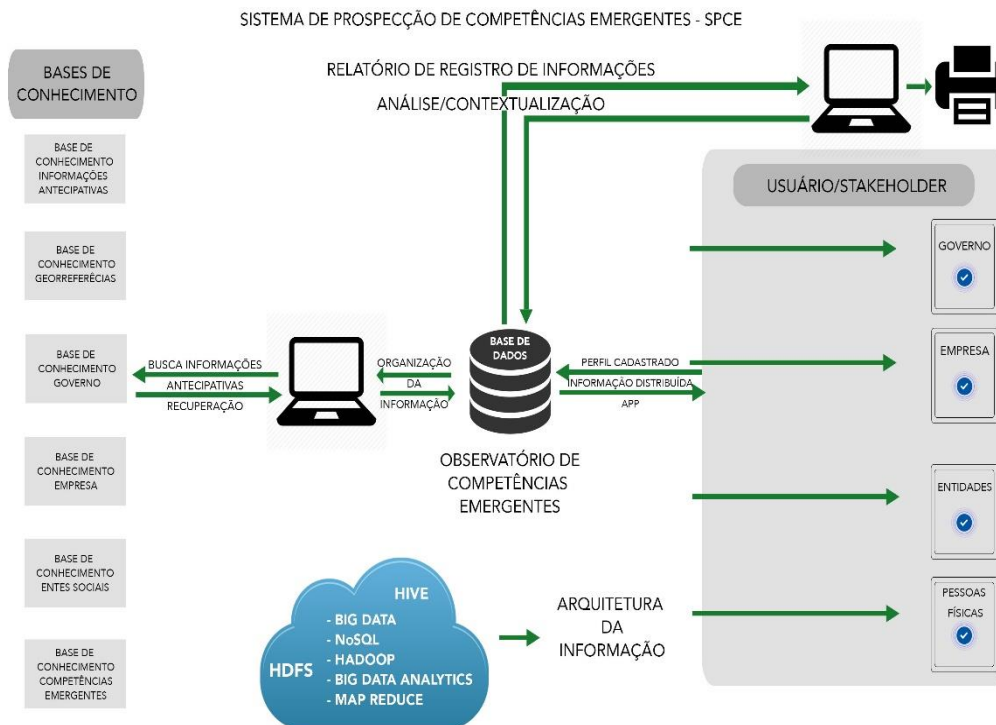 SISTEMA DE PROSPECÇÃO DE COMPETÊNCIAS EMERGENTES - SPCE
BASES DE
CONHECIMENTO
BASE DE
CONHECIMENTO
INFORMAÇÕES
ANTECIPATIVAS
BASE DE
CONHECIMENTO
GEORREFERÉCIAS
BASE DE
CONHECIMENTO
GOVERNO
BASE DE
CONHECIMENTO
EMPRESA
BASE DE
CONHECIMENTO
ENTES SOCIAIS
BASE DE
CONHECIMENTO
COMPETÊNCIAS
EMERGENTES
BUSCA INFORMAÇÕES
ANTECIPATIVAS
RECUPERAÇÃO
ORGANIZAÇÃO
DA
INFORMAÇÃO
RELATÓRIO DE REGISTRO DE INFORMAÇÕES
ANÁLISE/CONTEXTUALIZAÇÃO
BASE DE
DADOS
OBSERVATÓRIO DE
COMPETÊNCIAS
EMERGENTES
PERFIL CADASTRADO
INFORMAÇÃO DISTRIBUÍDA
APP
USUÁRIO/STAKEHOLDER
GOVERNO
EMPRESA
ENTIDADES
PESSOAS
FÍSICAS
HIVE
HDFS
- BIG DATA
- NoSQL
- HADOOP
- BIG DATA ANALYTICS
- MAP REDUCE
ARQUITETURA
DA
INFORMAÇÃO